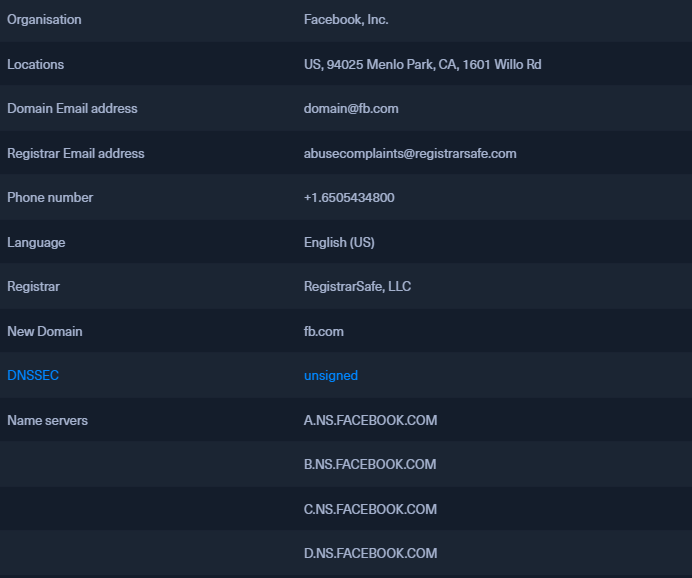 Organisation Facebook, Inc.
Locations US, 94025 Menlo Park, CA, 1601 Willo Rd
Domain Email address domain@fb.com
Registrar Email address abusecomplaints@registrarsafe.com
Phone number +1.6505434800
Language English (US)
Registrar RegistrarSafe, LLC
New Domain fb.com
DNSSEC unsigned
Name servers A.NS.FACEBOOK.COM
B.NS.FACEBOOK.COM
C.NS.FACEBOOK.COM
D.NS.FACEBOOK.COM